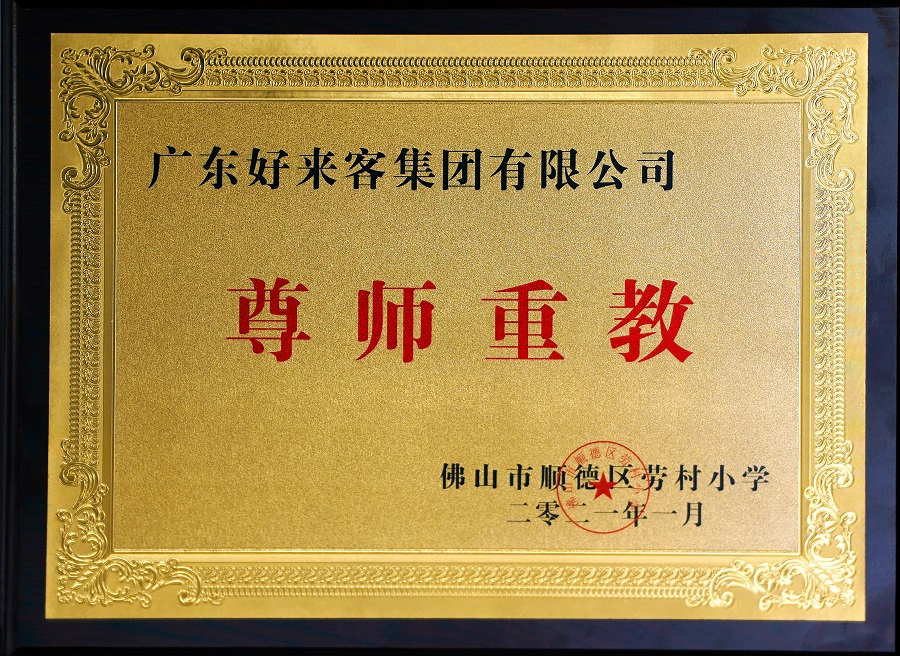 广东好来客集团有限公司
尊师重教
佛山市顺德区劳村小学
二零二一年一月